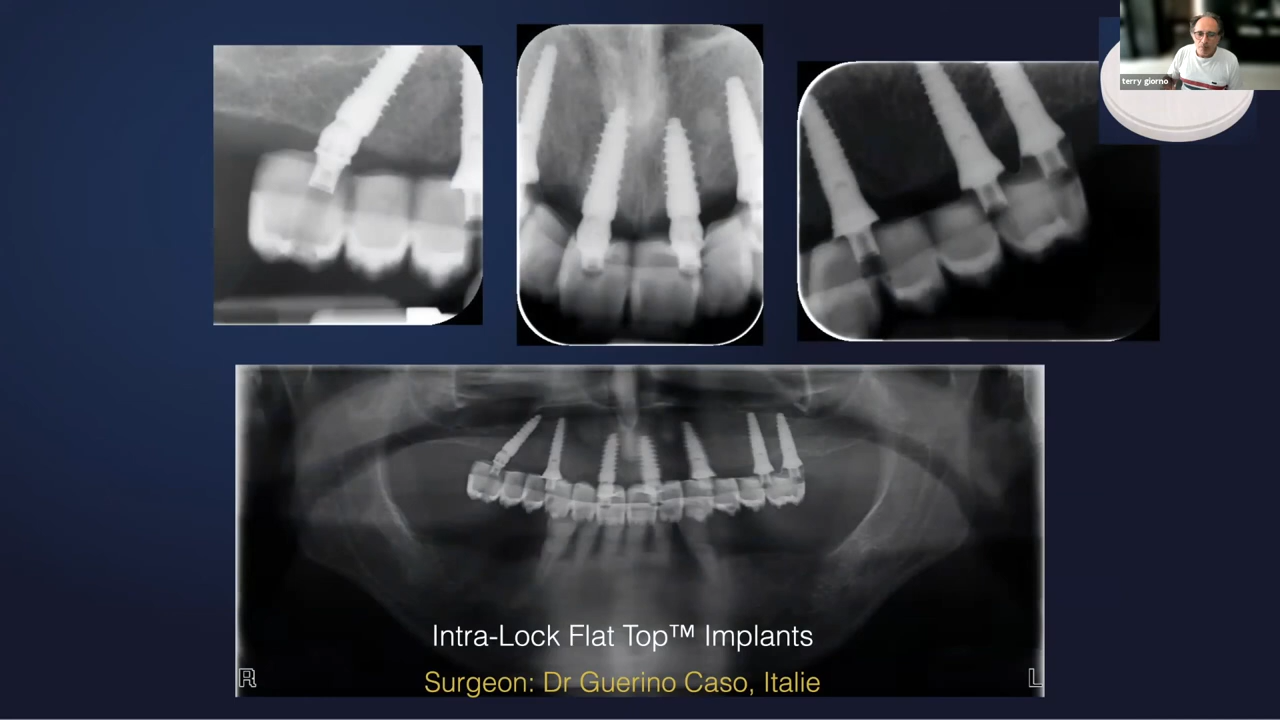 terry giorno
Intra-Lock Flat Top™ Implants
Surgeon: Dr Guerino Caso, Italie
R
L